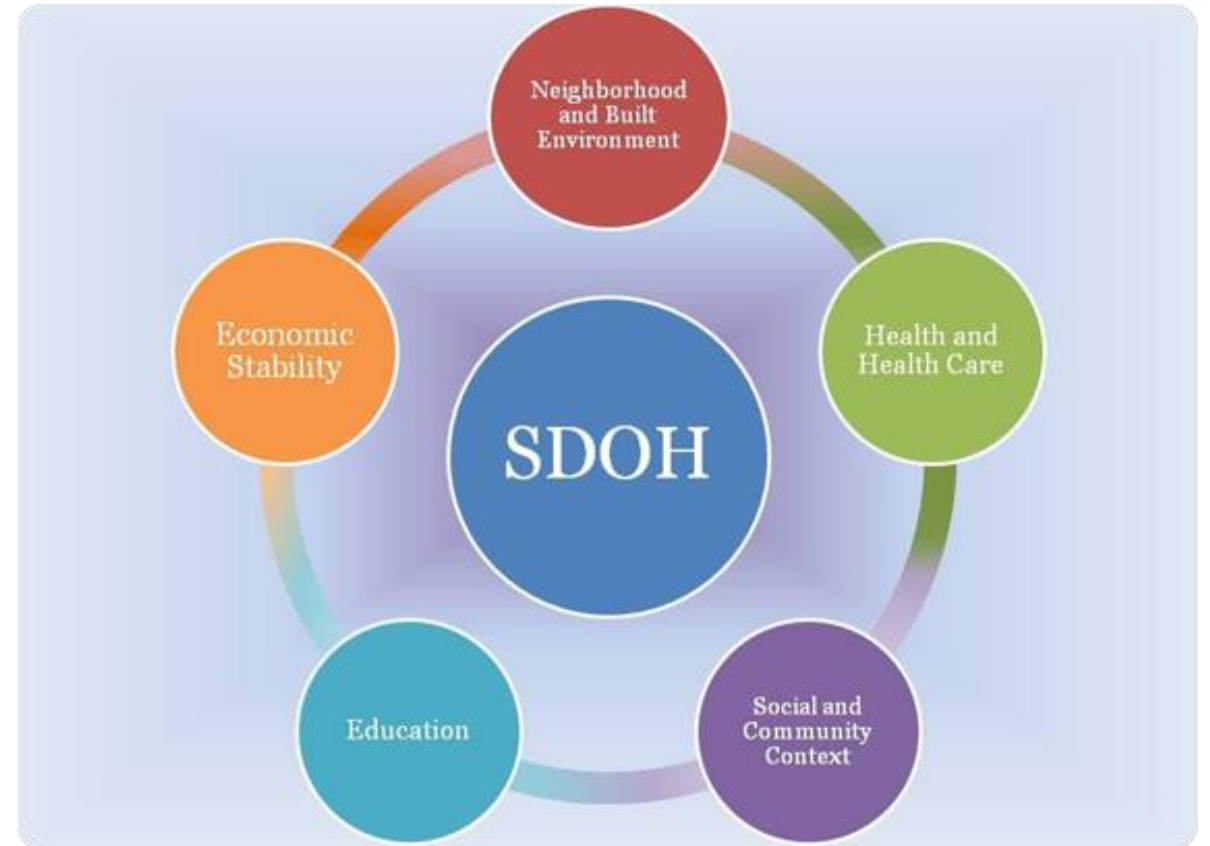 Neighborhood
and Built
Environment
Economic
Stability
Health and
Health Care
SDOH
Education
Social and
Community
Context